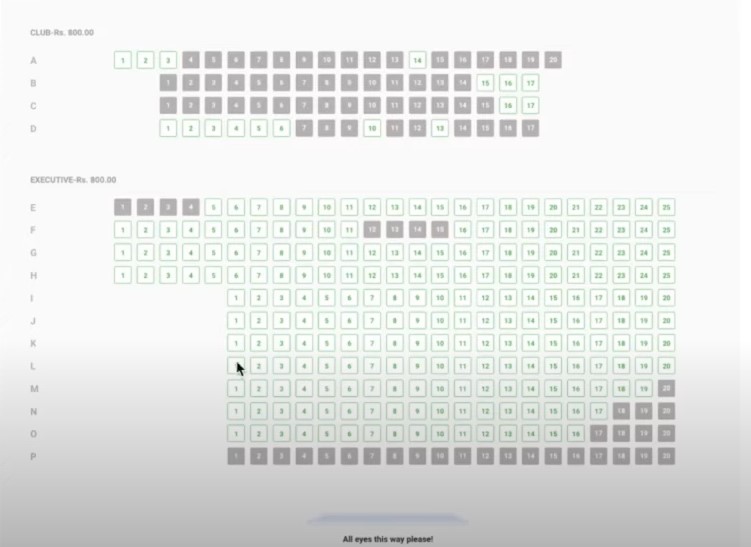 CLUB-Rs. 800.00
A 1 2 3 4 5 6 7 8 9 10 11 12 13 14 15 16 17 18 19 20
B 1 2 3 4 5 6 7 8 9 10 11 12 13 14 15 16 17
C 1 2 3 4 5 6 7 8 9 10 11 12 13 14 15 16 17
D 1 2 3 4 5 6 7 8 9 10 11 12 13 14 15 16 17
EXECUTIVE-Rs. 800.00
E 1 2 3 4 5 6 7 8 9 10 11 12 13 14 15 16 17 18 19 20 21 22 23 24 25
F 1 2 3 4 5 6 7 8 9 10 11 12 13 14 15 16 17 18 19 20 21 22 23 24 25
G 1 2 3 4 5 6 7 8 9 10 11 12 13 14 15 16 17 18 19 20 21 22 23 24 25
H 1 2 3 4 5 6 7 8 9 10 11 12 13 14 15 16 17 18 19 20 21 22 23 24 25
I 1 2 3 4 5 6 7 8 9 10 11 12 13 14 15 16 17 18 19 20
J 1 2 3 4 5 6 7 8 9 10 11 12 13 14 15 16 17 18 19 20
K 1 2 3 4 5 6 7 8 9 10 11 12 13 14 15 16 17 18 19 20
L 2 3 4 5 6 7 8 9 10 11 12 13 14 15 16 17 18 19 20
M 1 2 3 4 5 6 7 8 9 10 11 12 13 14 15 16 17 18 19 20
N 1 2 3 4 5 6 7 8 9 10 11 12 13 14 15 16 17 18 19 20
O 1 2 3 4 5 6 7 8 9 10 11 12 13 14 15 16 17 18 19 20
P 1 2 3 4 5 6 7 8 9 10 11 12 13 14 15 16 17 18 19 20
All eyes this way please!